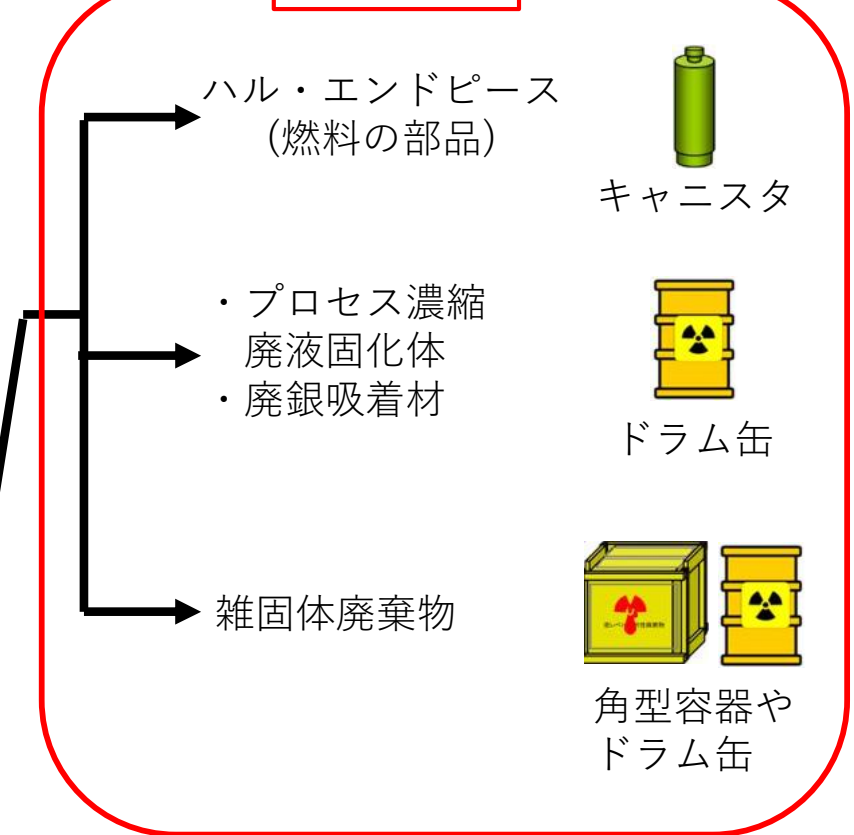 ハル・エンドピース
(燃料の部品)
キャニスタ
・プロセス濃縮
廃液固化体
・廃銀吸着材
ドラム缶
雑固体廃棄物
角型容器や
ドラム缶